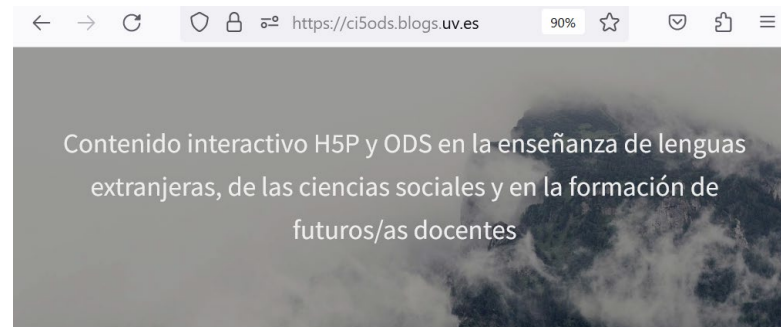 https://ci5ods.blogs.uv.es 90%
Contenido interactivo H5P y ODS en la enseñanza de lenguas
extranjeras, de las ciencias sociales y en la formación de
futuros/as docentes